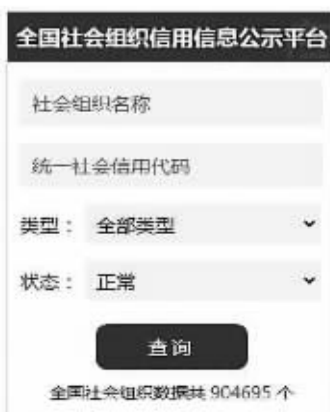 全国社会组织信用信息公示平台
社会组织名称
统一社会信用代码
类型： 全部类型
状态： 正常
查询
全国社会组织数据共 904695 个